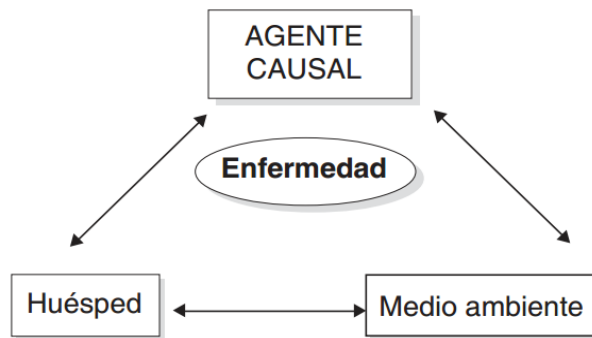 AGENTE
CAUSAL
Enfermedad
Huésped
Medio ambiente